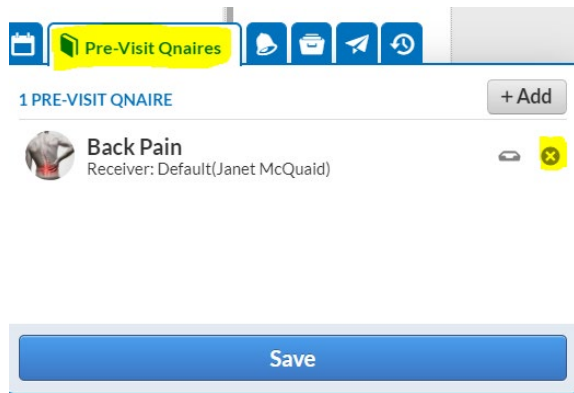 Pre-Visit Qnaires
1 PRE-VISIT QNAIRE
+ Add
Back Pain
Receiver: Default(Janet McQuaid)
Save